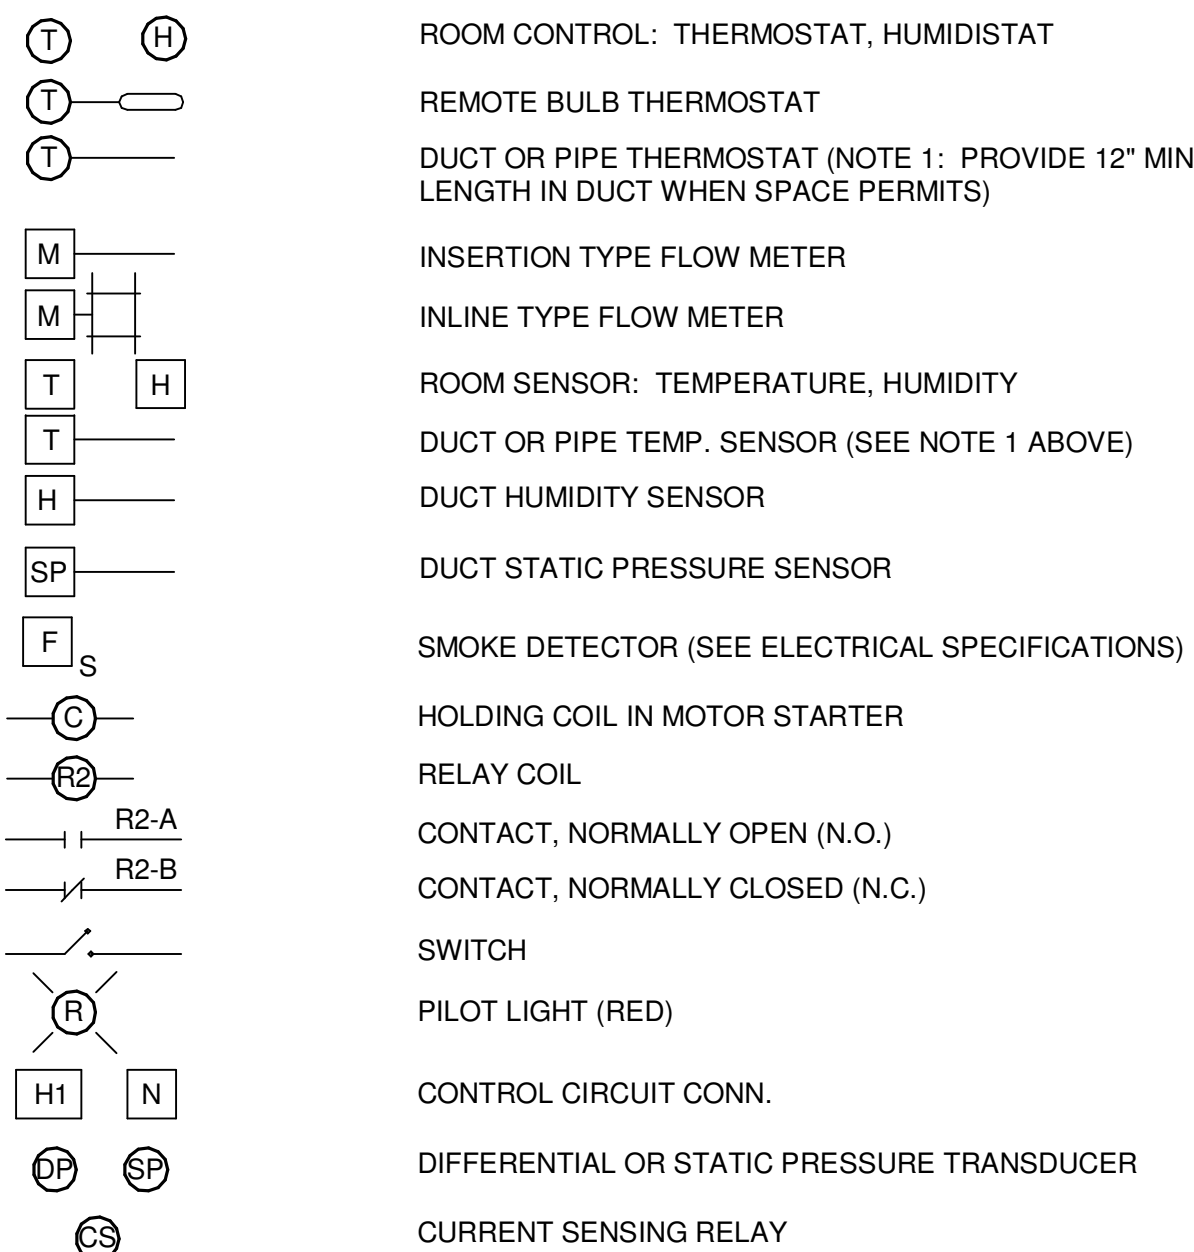 T H ROOM CONTROL: THERMOSTAT, HUMIDISTAT
T REMOTE BULB THERMOSTAT
T DUCT OR PIPE THERMOSTAT (NOTE 1: PROVIDE 12" MIN
LENGTH IN DUCT WHEN SPACE PERMITS)
M INSERTION TYPE FLOW METER
M INLINE TYPE FLOW METER
T H ROOM SENSOR: TEMPERATURE, HUMIDITY
T DUCT OR PIPE TEMP. SENSOR (SEE NOTE 1 ABOVE)
H DUCT HUMIDITY SENSOR
SP DUCT STATIC PRESSURE SENSOR
F S SMOKE DETECTOR (SEE ELECTRICAL SPECIFICATIONS)
C HOLDING COIL IN MOTOR STARTER
R2 RELAY COIL
R2-A CONTACT, NORMALLY OPEN (N.O.)
R2-B CONTACT, NORMALLY CLOSED (N.C.)
SWITCH
R PILOT LIGHT (RED)
H1 N CONTROL CIRCUIT CONN.
DP SP DIFFERENTIAL OR STATIC PRESSURE TRANSDUCER
CS CURRENT SENSING RELAY